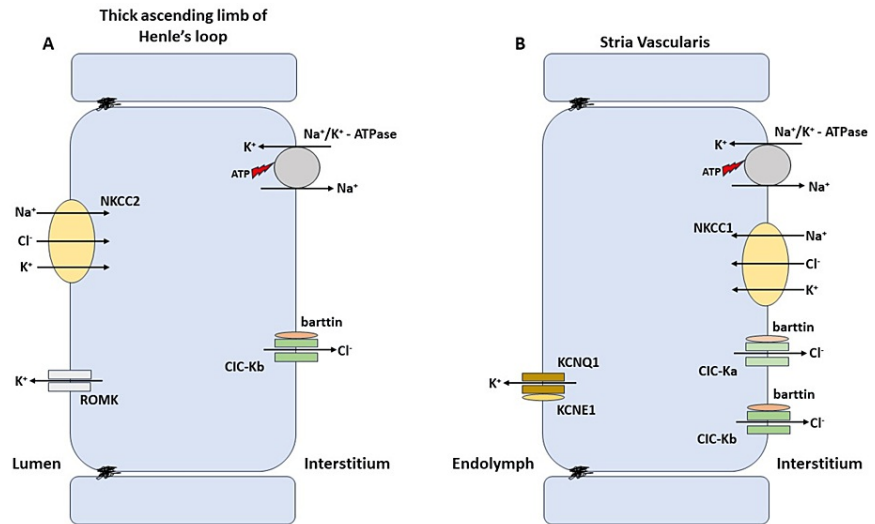 Thick ascending limb of
Henle's loop
A
Na⁺/K⁺ - ATPase
K⁺
ATP
Na⁺
NKCC2
Na⁺
Cl⁻
K⁺
barttin
Cl⁻
ClC-Kb
K⁺
ROMK
Lumen
Interstitium
B
Stria Vascularis
Na⁺/K⁺ - ATPase
K⁺
ATP
Na⁺
NKCC1
Na⁺
Cl⁻
K⁺
barttin
Cl⁻
ClC-Ka
KCNQ1
K⁺
KCNE1
barttin
Cl⁻
ClC-Kb
Endolymph
Interstitium